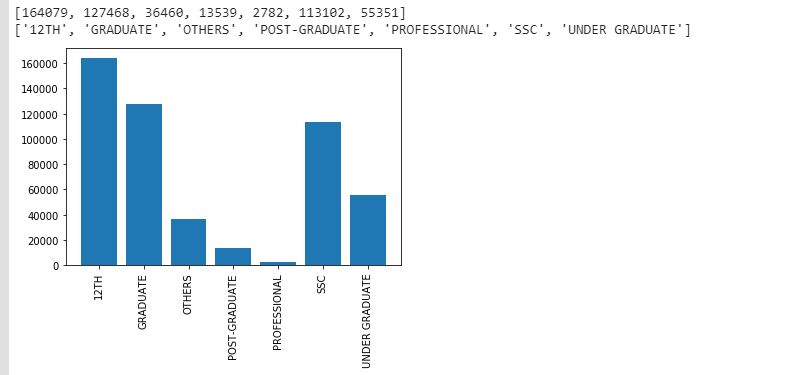 [164079, 127468, 36460, 13539, 2782, 113102, 55351]
['12TH', 'GRADUATE', 'OTHERS', 'POST-GRADUATE', 'PROFESSIONAL', 'SSC', 'UNDER GRADUATE']
160000
140000
120000
100000
80000
60000
40000
20000
0
12TH
GRADUATE
OTHERS
POST-GRADUATE
PROFESSIONAL
SSC
UNDER GRADUATE